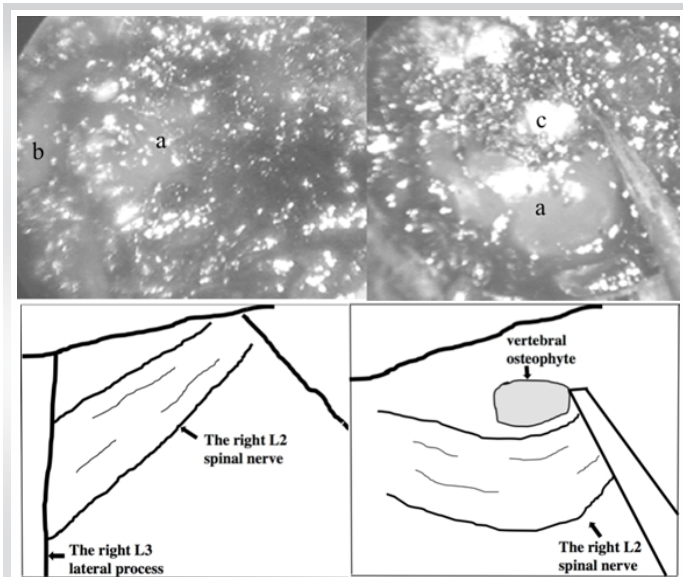 b
a
c
a
The right L2
spinal nerve
The right L3
lateral process
vertebral
osteophyte
The right L2
spinal nerve